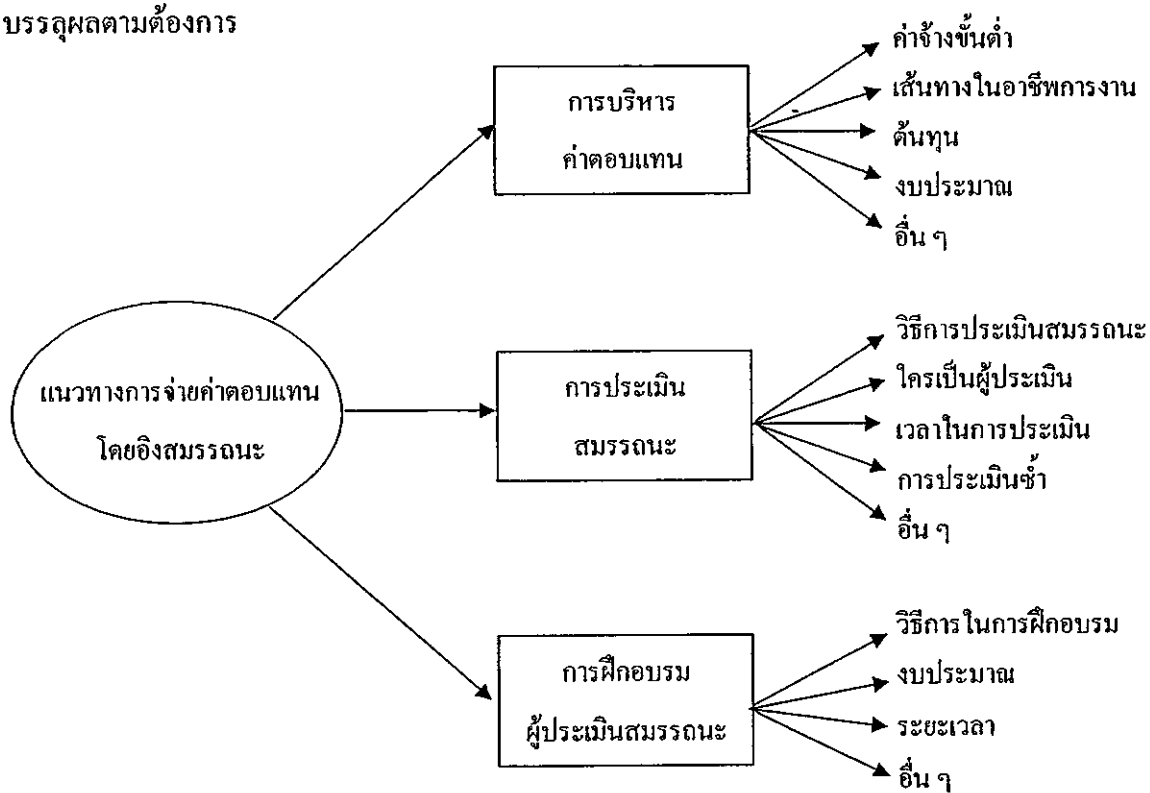 บรรลุผลตามต้องการ
แนวทางการจ่ายค่าตอบแทน
โดยอิงสมรรถนะ
การบริหาร
ค่าตอบแทน
ค่าจ้างขั้นต่ำ
เส้นทางในอาชีพการงาน
ต้นทุน
งบประมาณ
อื่น ๆ
การประเมิน
สมรรถนะ
วิธีการประเมินสมรรถนะ
ใครเป็นผู้ประเมิน
เวลาในการประเมิน
การประเมินซ้ำ
อื่น ๆ
การฝึกอบรม
ผู้ประเมินสมรรถนะ
วิธีการในการฝึกอบรม
งบประมาณ
ระยะเวลา
อื่น ๆ